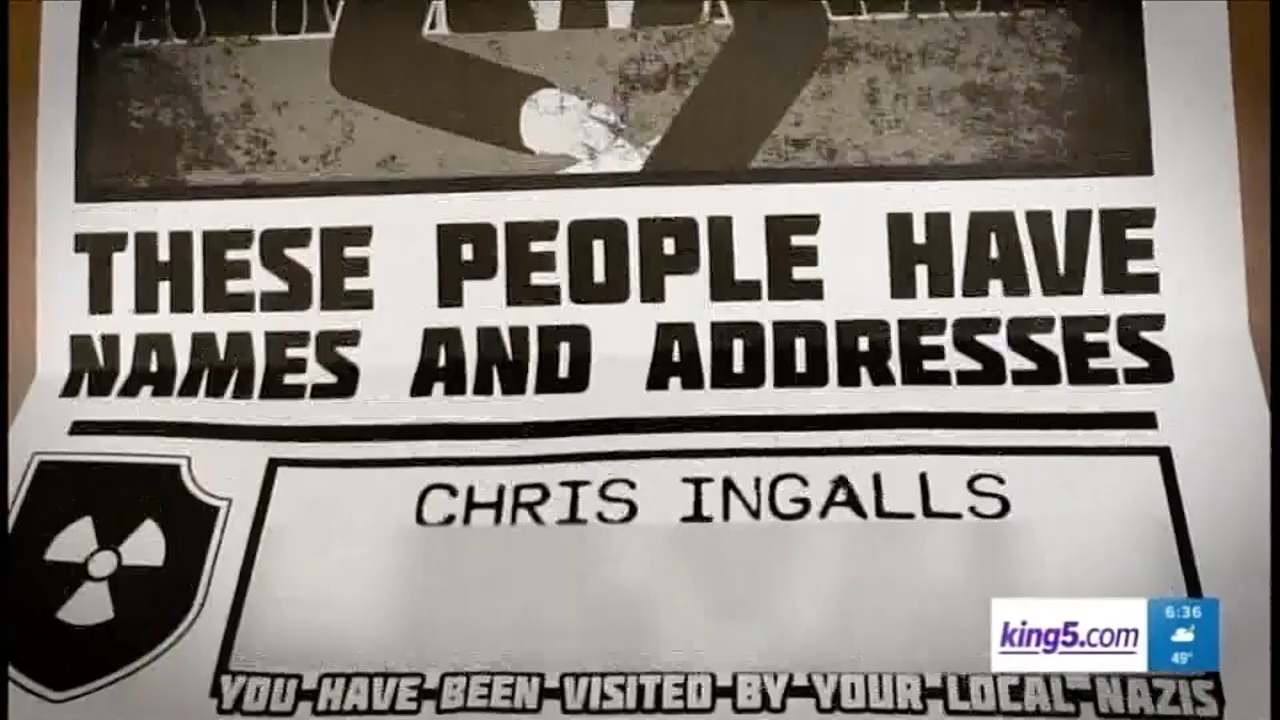 THESE PEOPLE HAVE
NAMES AND ADDRESSES
CHRIS INGALLS
YOU HAVE BEEN VISITED BY YOUR LOCAL NAZIS
king5.com
6:36
49°